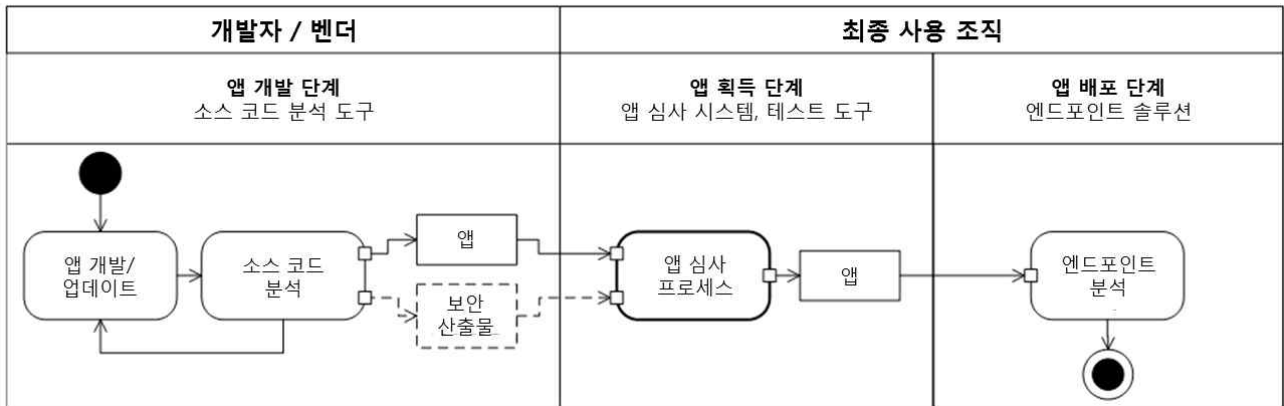 개발자 / 벤더
최종 사용 조직
앱 개발 단계
소스 코드 분석 도구
앱 획득 단계
앱 심사 시스템, 테스트 도구
앱 배포 단계
엔드포인트 솔루션
앱 개발/
업데이트
소스 코드
분석
앱
보안
산출물
앱 심사
프로세스
앱
엔드포인트
분석